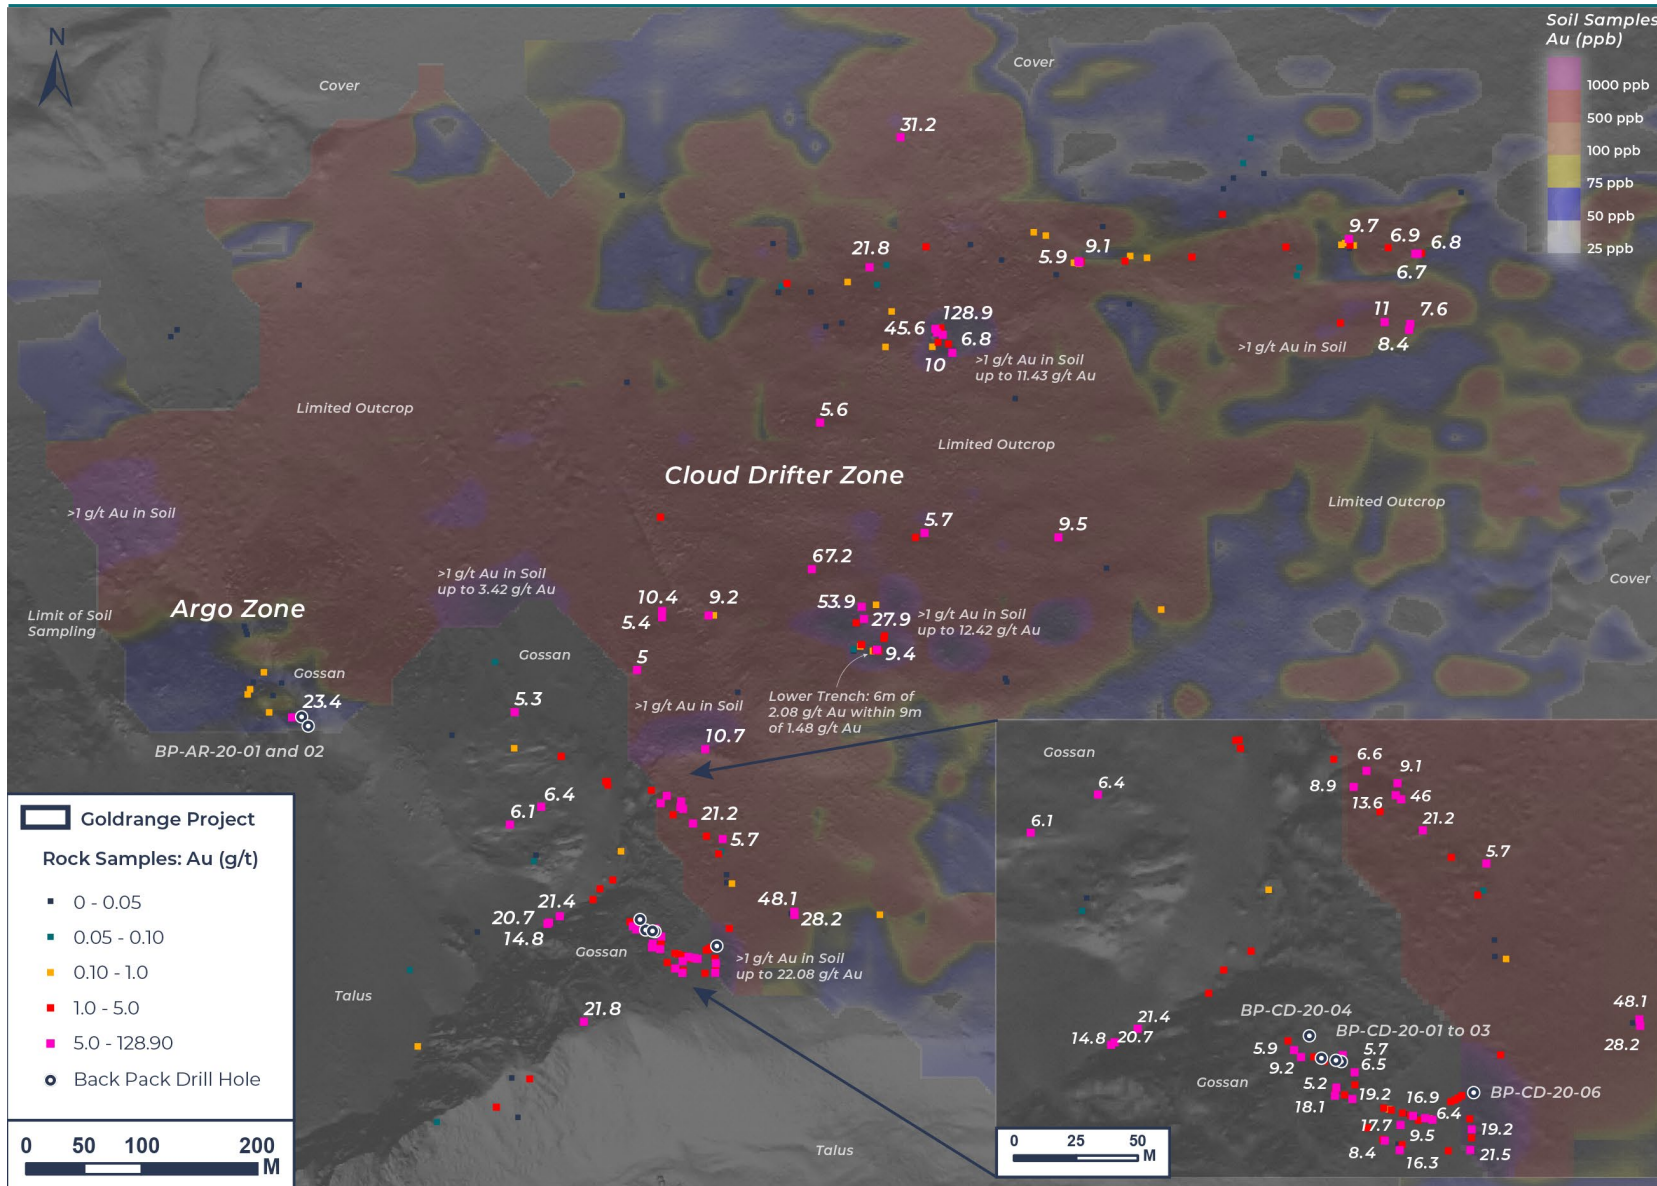 Soil Samples
Au (ppb)
1000 ppb
500 ppb
100 ppb
75 ppb
50 ppb
25 ppb
N
Cover
Cover
31.2
21.8
5.9
9.1
9.7
6.9
6.8
6.7
128.9
45.6
6.8
10
>1 g/t Au in Soil
up to 11.43 g/t Au
11
7.6
8.4
>1 g/t Au in Soil
Limited Outcrop
5.6
Limited Outcrop
Cloud Drifter Zone
Limited Outcrop
>1 g/t Au in Soil
5.7
9.5
67.2
>1 g/t Au in Soil
up to 3.42 g/t Au
Cover
Argo Zone
Limit of Soil
Sampling
10.4
5.4
9.2
53.9
27.9
9.4
>1 g/t Au in Soil
up to 12.42 g/t Au
Gossan
5
Gossan
23.4
5.3
BP-AR-20-01 and 02
>1 g/t Au in Soil
Lower Trench: 6m of
2.08 g/t Au within 9m
of 1.48 g/t Au
10.7
6.4
6.1
21.2
5.7
21.4
20.7
14.8
48.1
28.2
Gossan
>1 g/t Au in Soil
up to 22.08 g/t Au
Talus
21.8
Talus
Goldrange Project
Rock Samples: Au (g/t)
0 - 0.05
0.05 - 0.10
0.10 - 1.0
1.0 - 5.0
5.0 - 128.90
Back Pack Drill Hole
0 50 100 200
M
Gossan
6.4
6.1
6.6
8.9
9.1
13.6
46
21.2
5.7
21.4
14.8
20.7
BP-CD-20-04
BP-CD-20-01 to 03
5.9
9.2
5.7
6.5
48.1
28.2
Gossan
5.2
18.1
19.2
16.9
6.4
BP-CD-20-06
17.7
9.5
19.2
8.4
16.3
21.5
0 25 50
M